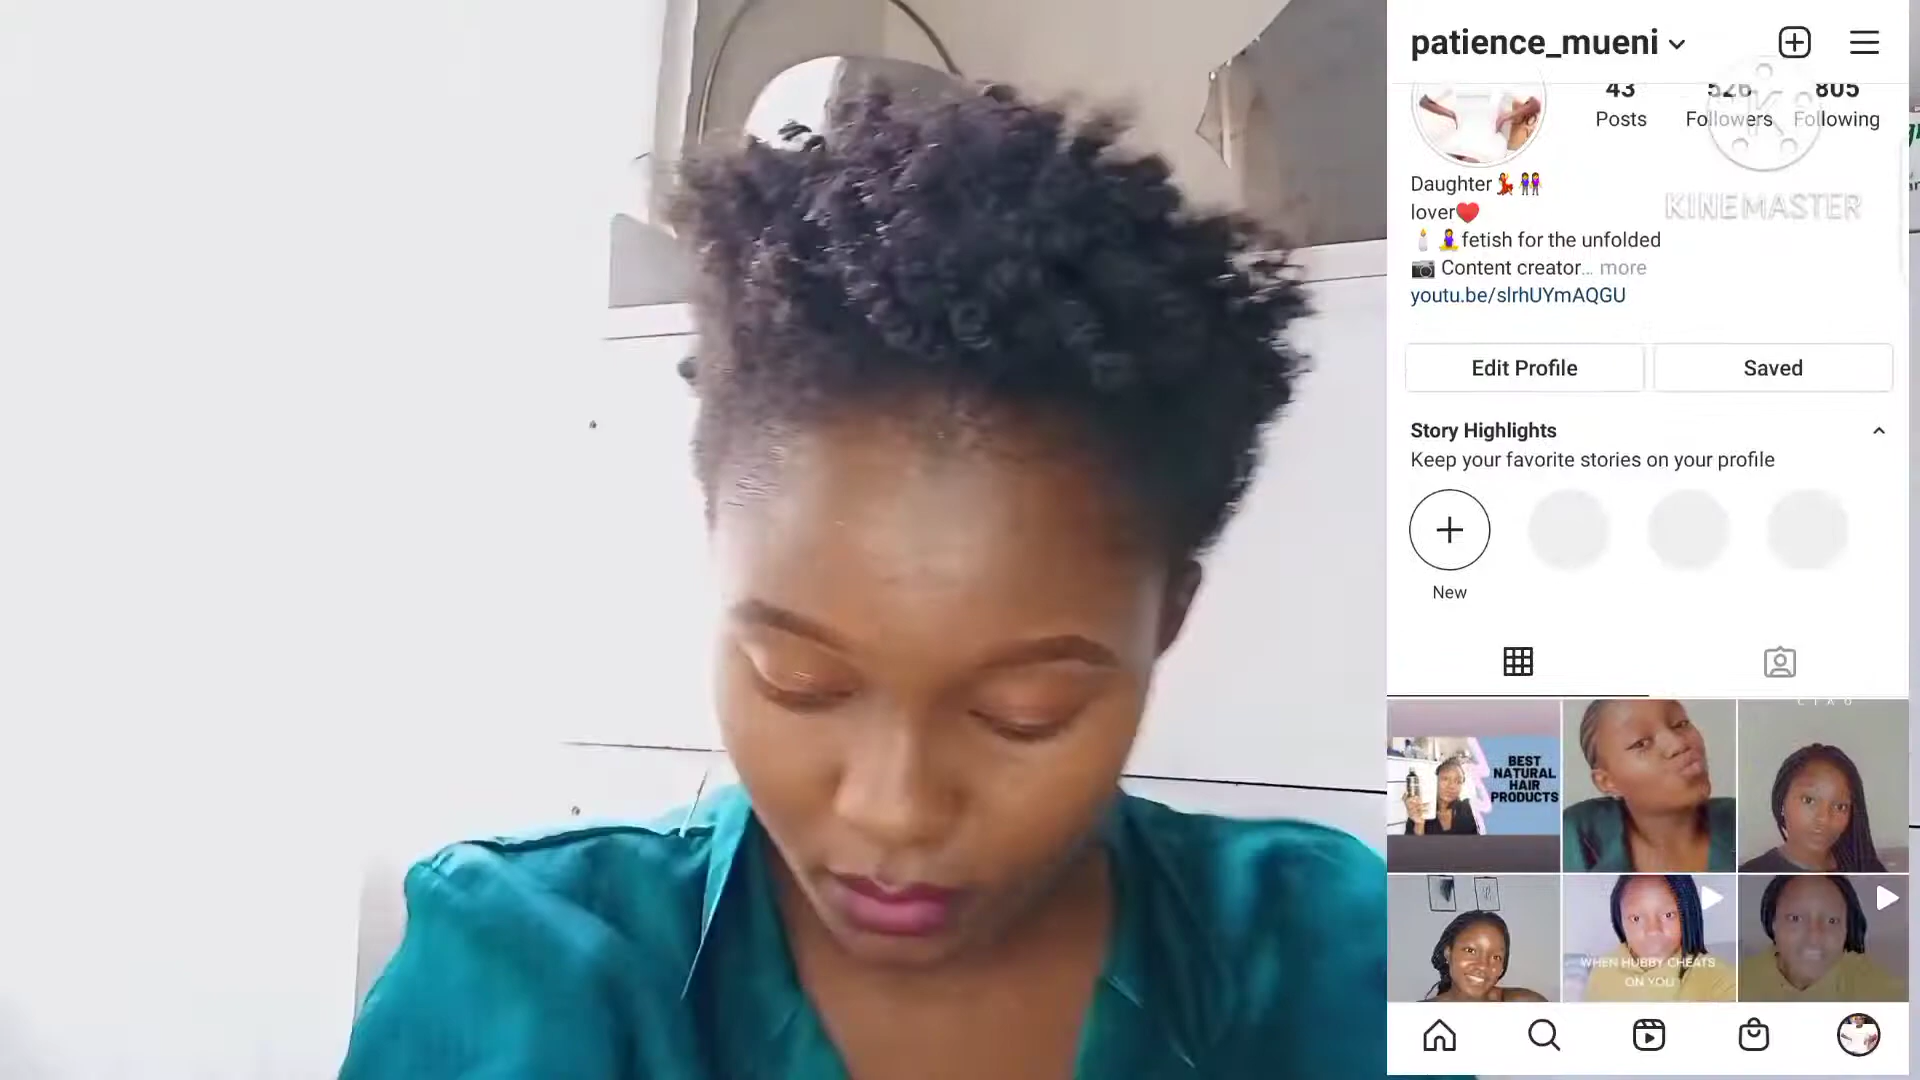 patience_mueni
43 526 805
Posts Followers Following
KINEMASTER
Daughter💃👭
lover❤️
🕯️🧘‍♀️fetish for the unfolded
📷 Content creator... more
youtu.be/slrhUYmAQGU
Edit Profile Saved
Story Highlights
Keep your favorite stories on your profile
New
BEST
NATURAL
HAIR
PRODUCTS
CIAO
WHEN HUBBY CHEATS
ON YOU